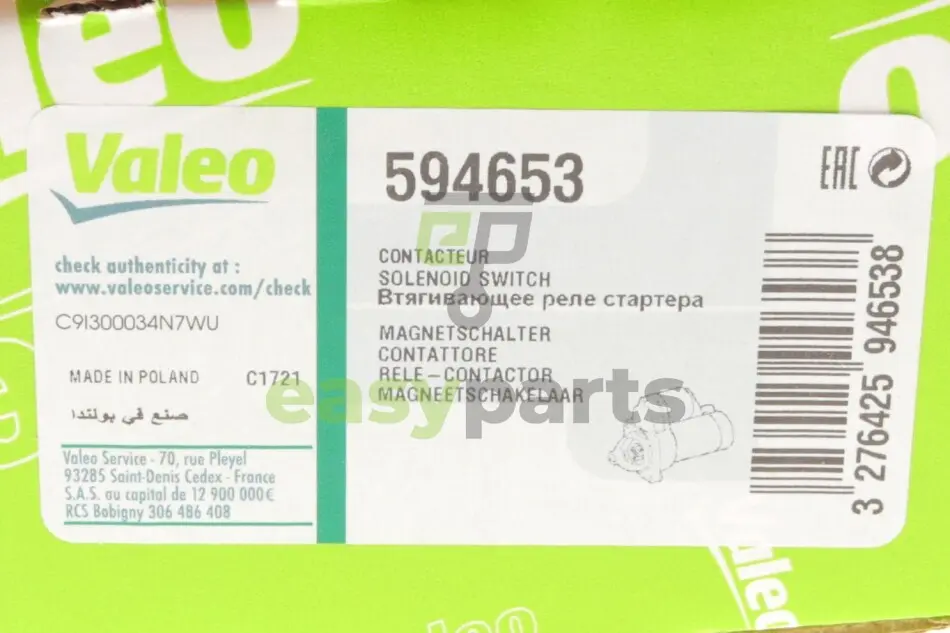 Valeo
check authenticity at :
www.valeoservice.com/check
C9I300034N7WU
MADE IN POLAND C1721
صنع في بولندا
Valeo Service - 70, rue Pleyel
93285 Saint-Denis Cedex - France
S.A.S. au capital de 12 900 000€
RCS Bobigny 306 486 408
594653
CONTACTEUR
SOLENOID SWITCH
Втягивающее реле стартера
MAGNETSCHALTER
CONTATTORE
RELE-CONTACTOR
MAGNEETSCHAKELAAR
EAC
3 276425 946538
easyparts
aleo